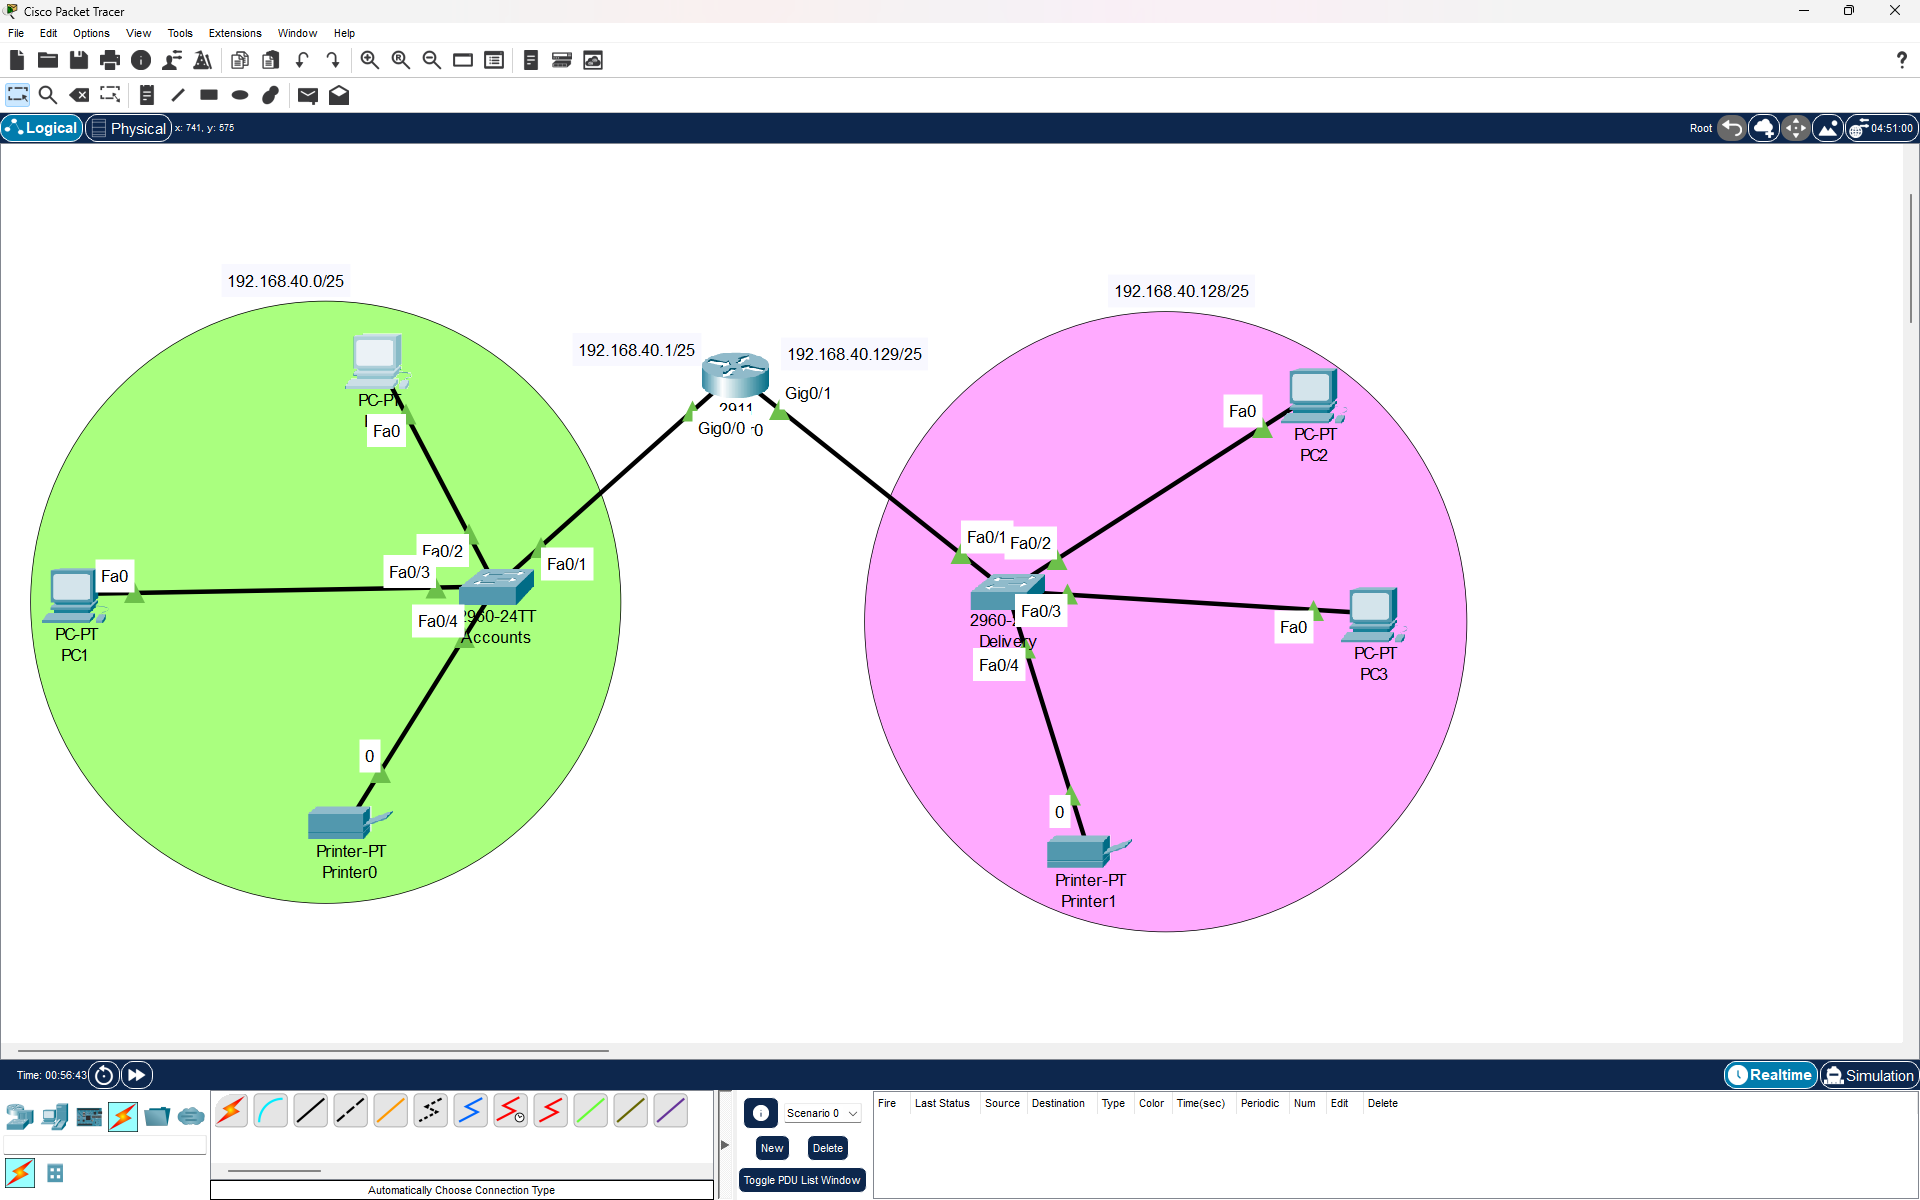 Cisco Packet Tracer
File Edit Options View Tools Extensions Window Help
Logical Physical x: 741, y: 575
Root 04:51:00
192.168.40.0/25
192.168.40.128/25
192.168.40.1/25
192.168.40.129/25
Gig0/1
2911
Gig0/0
PC-PT
Fa0
Fa0
PC-PT
PC2
Fa0/1
Fa0/2
Fa0/2
Fa0/1
Fa0/3
Fa0
PC-PT
PC1
Fa0/4
2960-24TT
Accounts
Fa0/3
2960-
Delivery
Fa0/4
Fa0
PC-PT
PC3
0
Printer-PT
Printer0
0
Printer-PT
Printer1
Time: 00:56:43
Realtime Simulation
Scenario 0
New Delete
Toggle PDU List Window
Fire Last Status Source Destination Type Color Time(sec) Periodic Num Edit Delete
Automatically Choose Connection Type